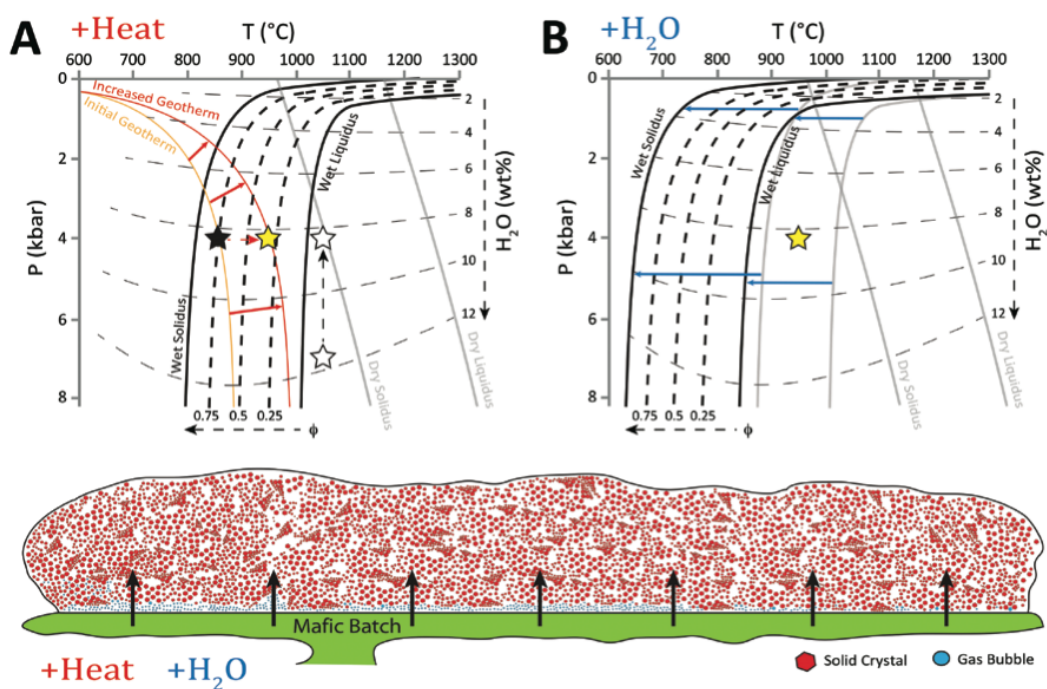 A
+Heat
T (°C)
600 700 800 900 1000 1100 1200 1300
0
2
4
6
8
P (kbar)
Increased Geotherm
Initial Geotherm
Wet Solidus
Wet Liquidus
Dry Solidus
Dry Liquidus
2
4
6
8
10
12
H2O (wt%)
0.75 0.5 0.25
ϕ
B
+H2O
T (°C)
600 700 800 900 1000 1100 1200 1300
0
2
4
6
8
P (kbar)
Wet Solidus
Wet Liquidus
Dry Solidus
Dry Liquidus
2
4
6
8
10
12
H2O (wt%)
0.75 0.5 0.25
ϕ
Mafic Batch
+Heat +H2O
Solid Crystal Gas Bubble